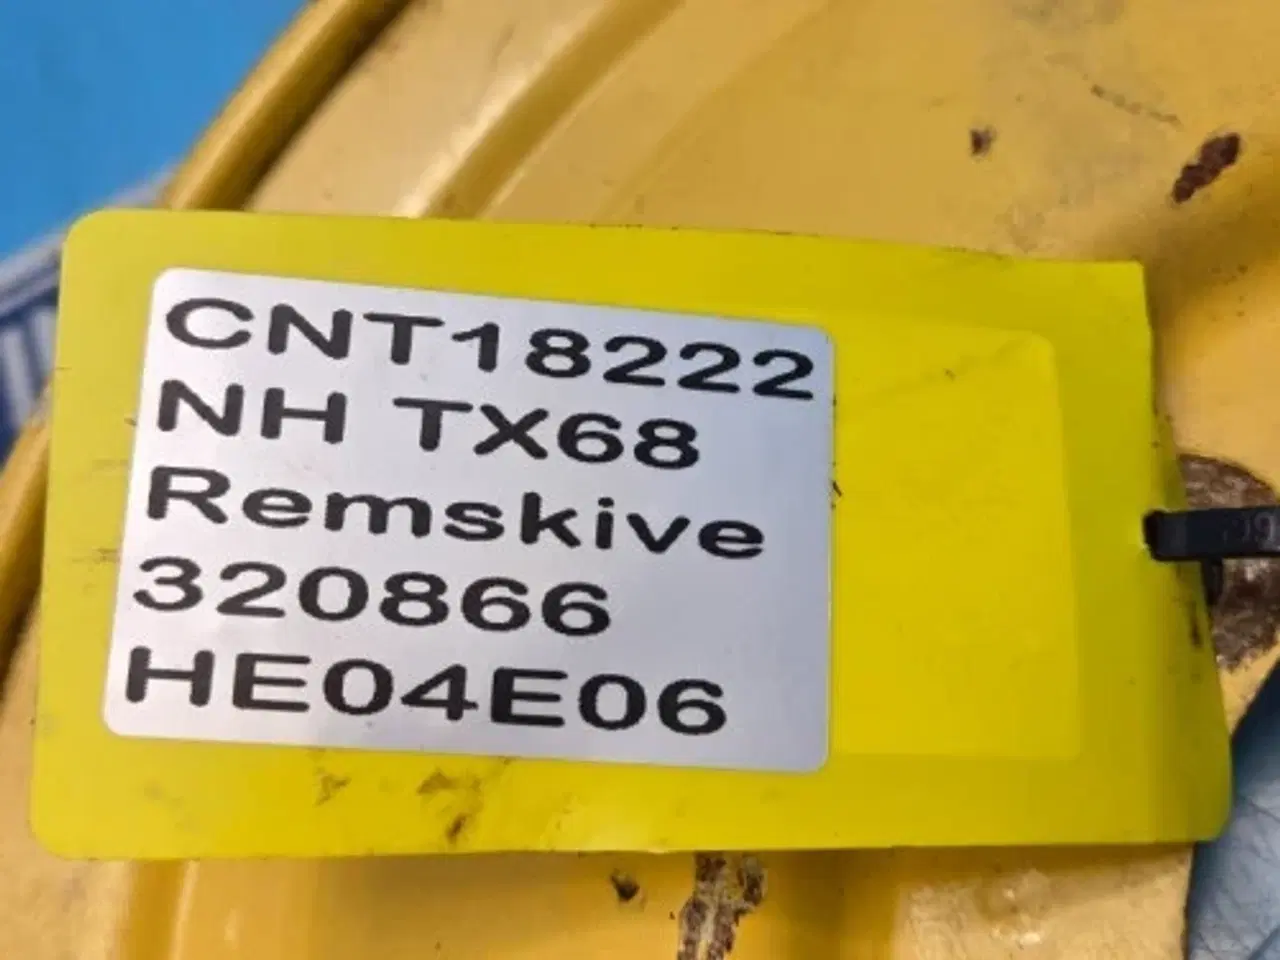 CNT18222
NH TX68
Remskive
320866
HE04E06